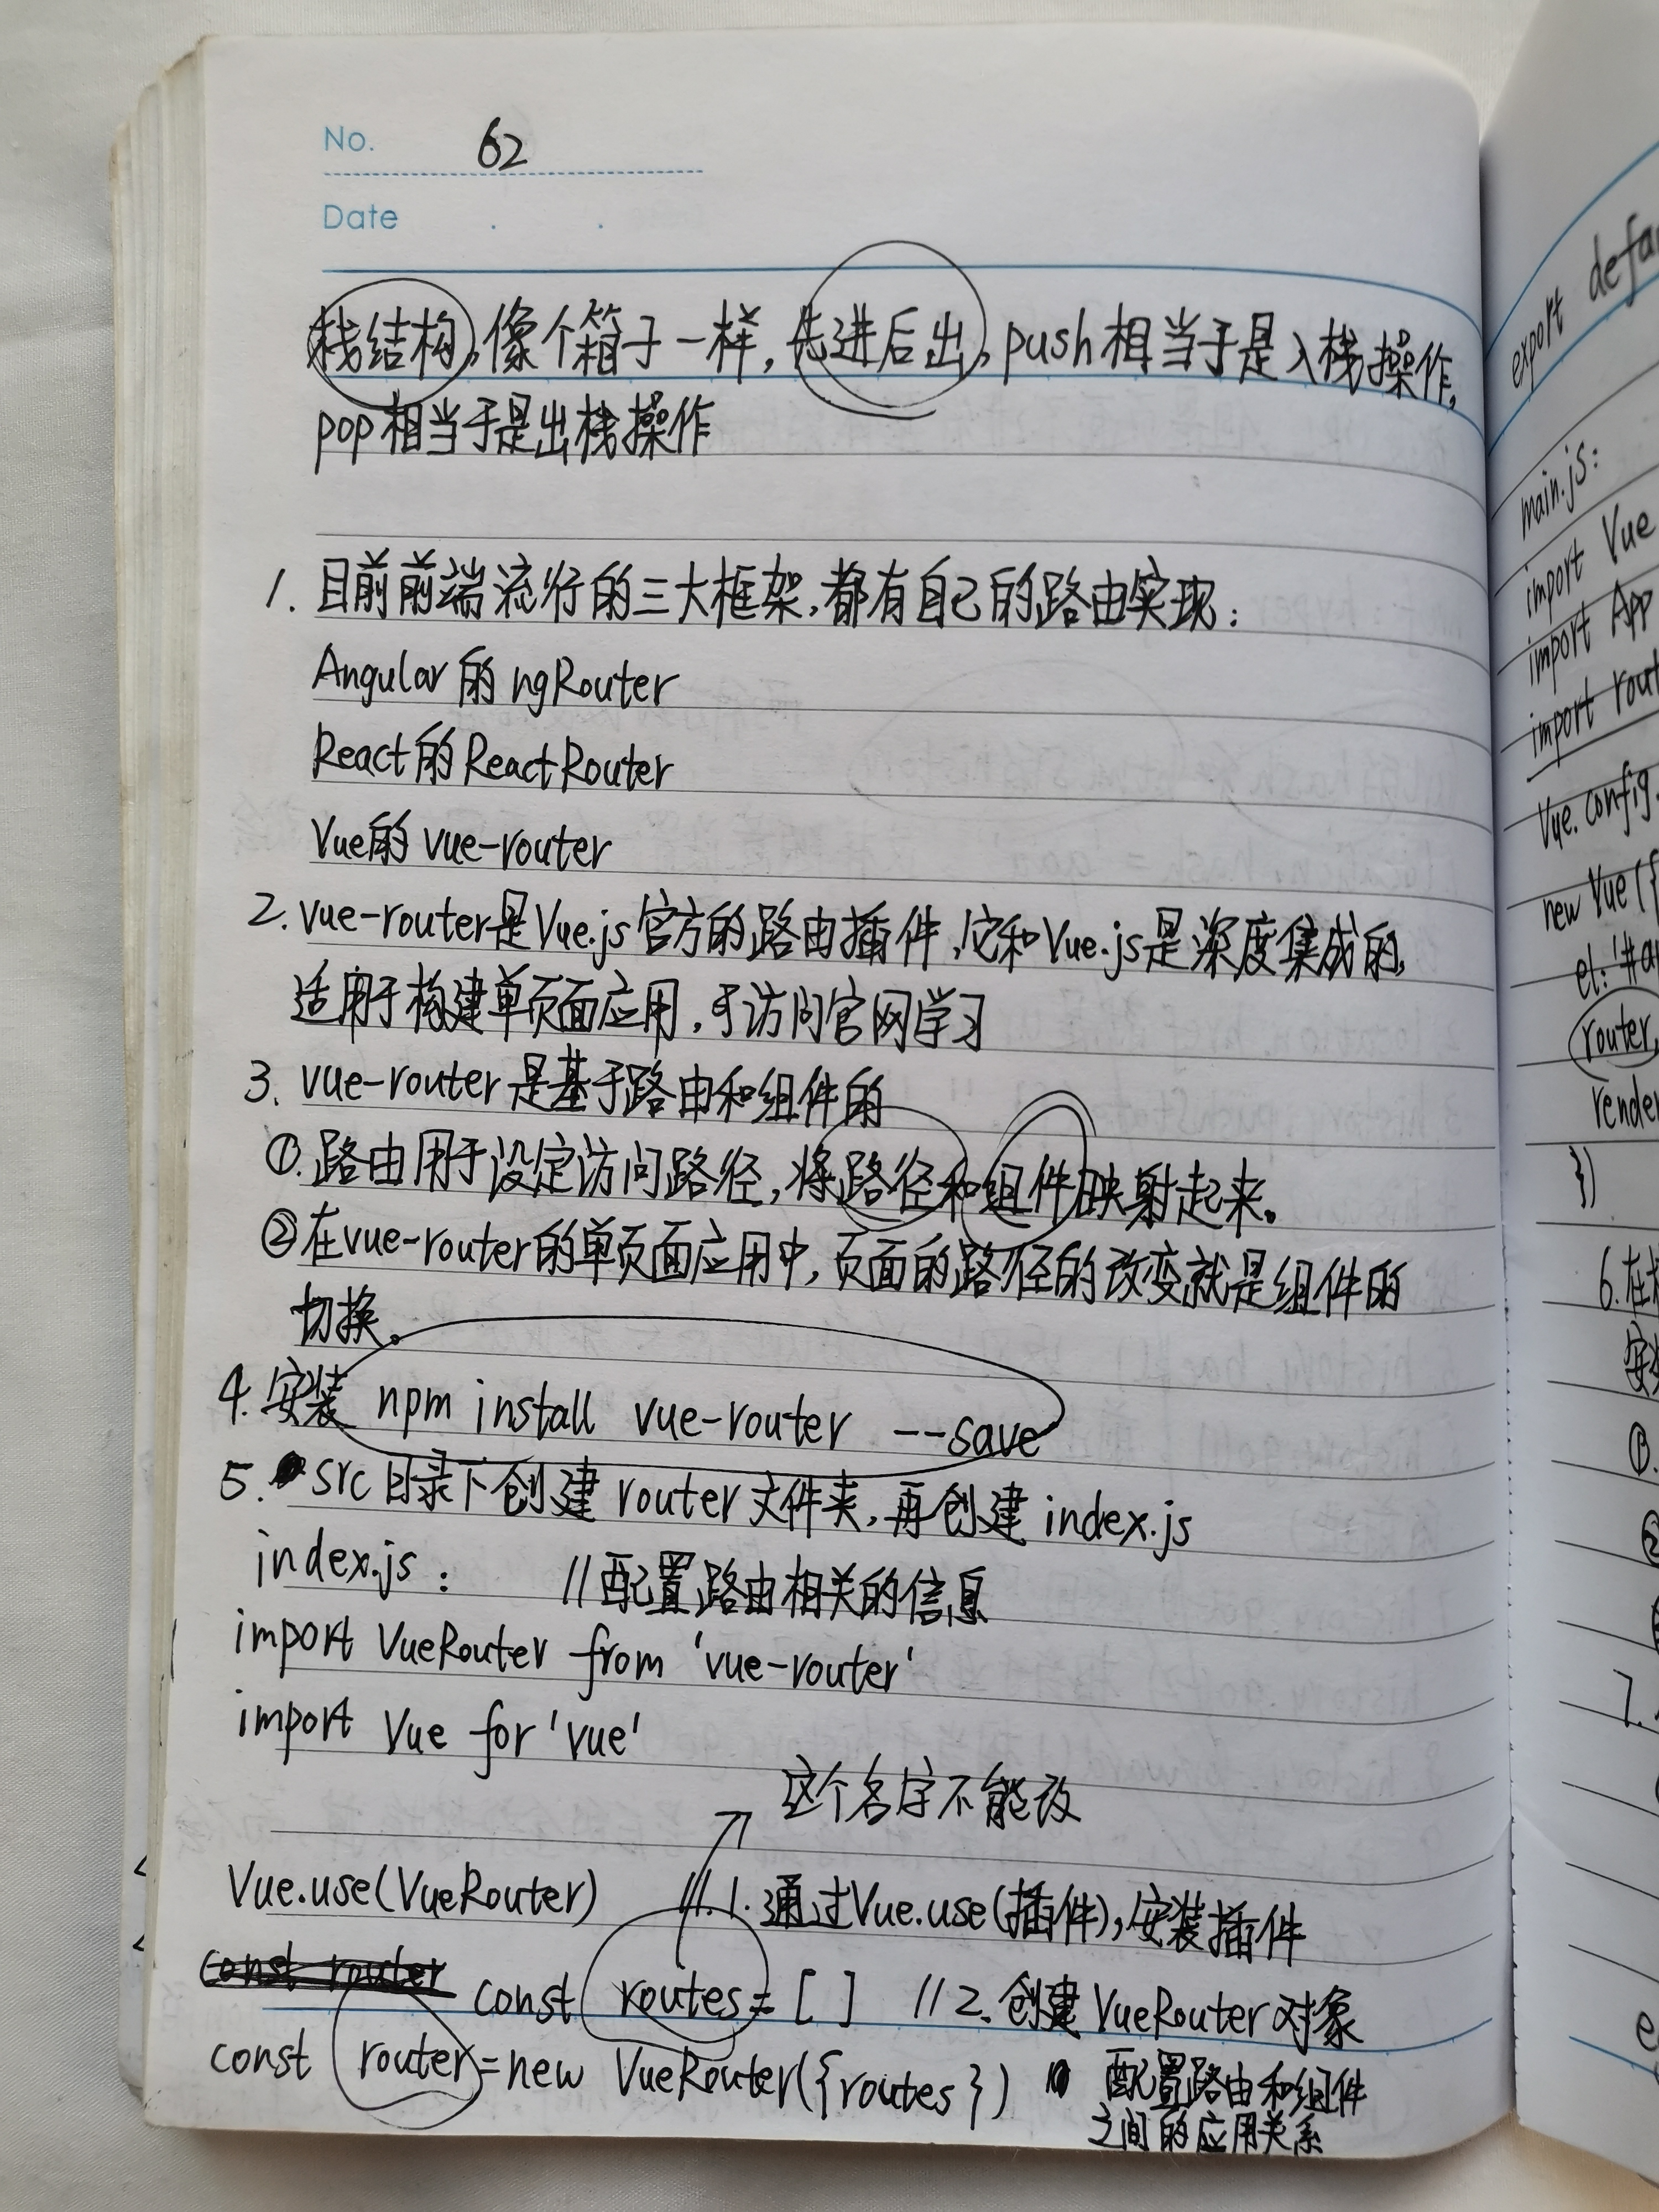 No. 62
Date
栈结构,像个箱子一样,先进后出,push相当于是入栈操作,
pop相当于是出栈操作
1. 目前前端流行的三大框架,都有自己的路由实现:
Angular的ngRouter
React的ReactRouter
Vue的vue-router
2. vue-router是Vue.js官方的路由插件,它和Vue.js是深度集成的,
适用于构建单页面应用,于访问官网学习
3. vue-router是基于路由和组件的
①.路由用于设定访问路径,将路径和组件映射起来。
②在vue-router的单页面应用中,页面的路径的改变就是组件的
切换。
4. 安装 npm install vue-router --save
5. src目录下创建router文件夹,再创建index.js
index.js: //配置路由相关的信息
import VueRouter from 'vue-router'
import Vue for 'vue'
这个名字不能改
Vue.use(VueRouter) //1.通过Vue.use(插件),安装插件
const router const routes=[] //2.创建VueRouter对象
const router=new VueRouter({routes}) 配置路由和组件
之间的应用关系
export
main.js:
import Vue
import App
import
new Vue({
el:
router,
})
6.在
7.